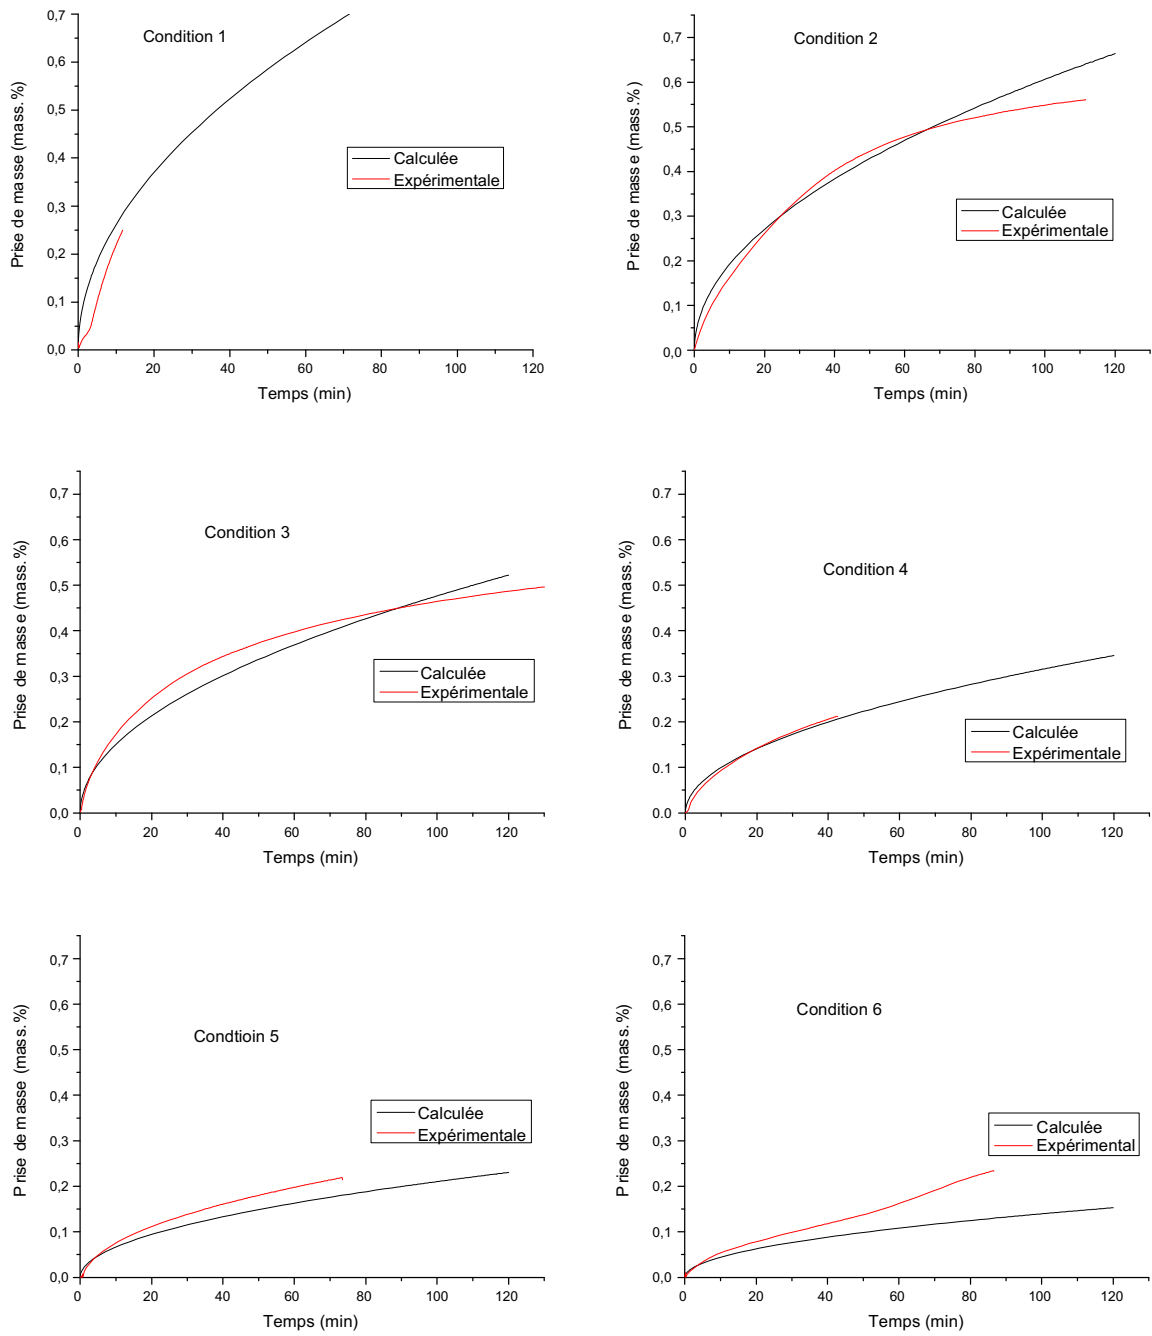 Condition 1
Prise de masse (mass.%)
0,7
0,6
0,5
0,4
0,3
0,2
0,1
0,0
Calculée
Expérimentale
0 20 40 60 80 100 120
Temps (min)
Condition 2
Prise de masse (mass.%)
0,7
0,6
0,5
0,4
0,3
0,2
0,1
0,0
Calculée
Expérimentale
0 20 40 60 80 100 120
Temps (min)
Condition 3
Prise de masse (mass.%)
0,7
0,6
0,5
0,4
0,3
0,2
0,1
0,0
Calculée
Expérimentale
0 20 40 60 80 100 120
Temps (min)
Condition 4
Prise de masse (mass.%)
0.7
0.6
0.5
0.4
0.3
0.2
0.1
0.0
Calculée
Expérimentale
0 20 40 60 80 100 120
Temps (min)
Condtioin 5
Prise de masse (mass.%)
0,7
0,6
0,5
0,4
0,3
0,2
0,1
0,0
Calculée
Expérimentale
0 20 40 60 80 100 120
Temps (min)
Condition 6
Prise de masse (mass.%)
0,7
0,6
0,5
0,4
0,3
0,2
0,1
0,0
Calculée
Expérimental
0 20 40 60 80 100 120
Temps (min)